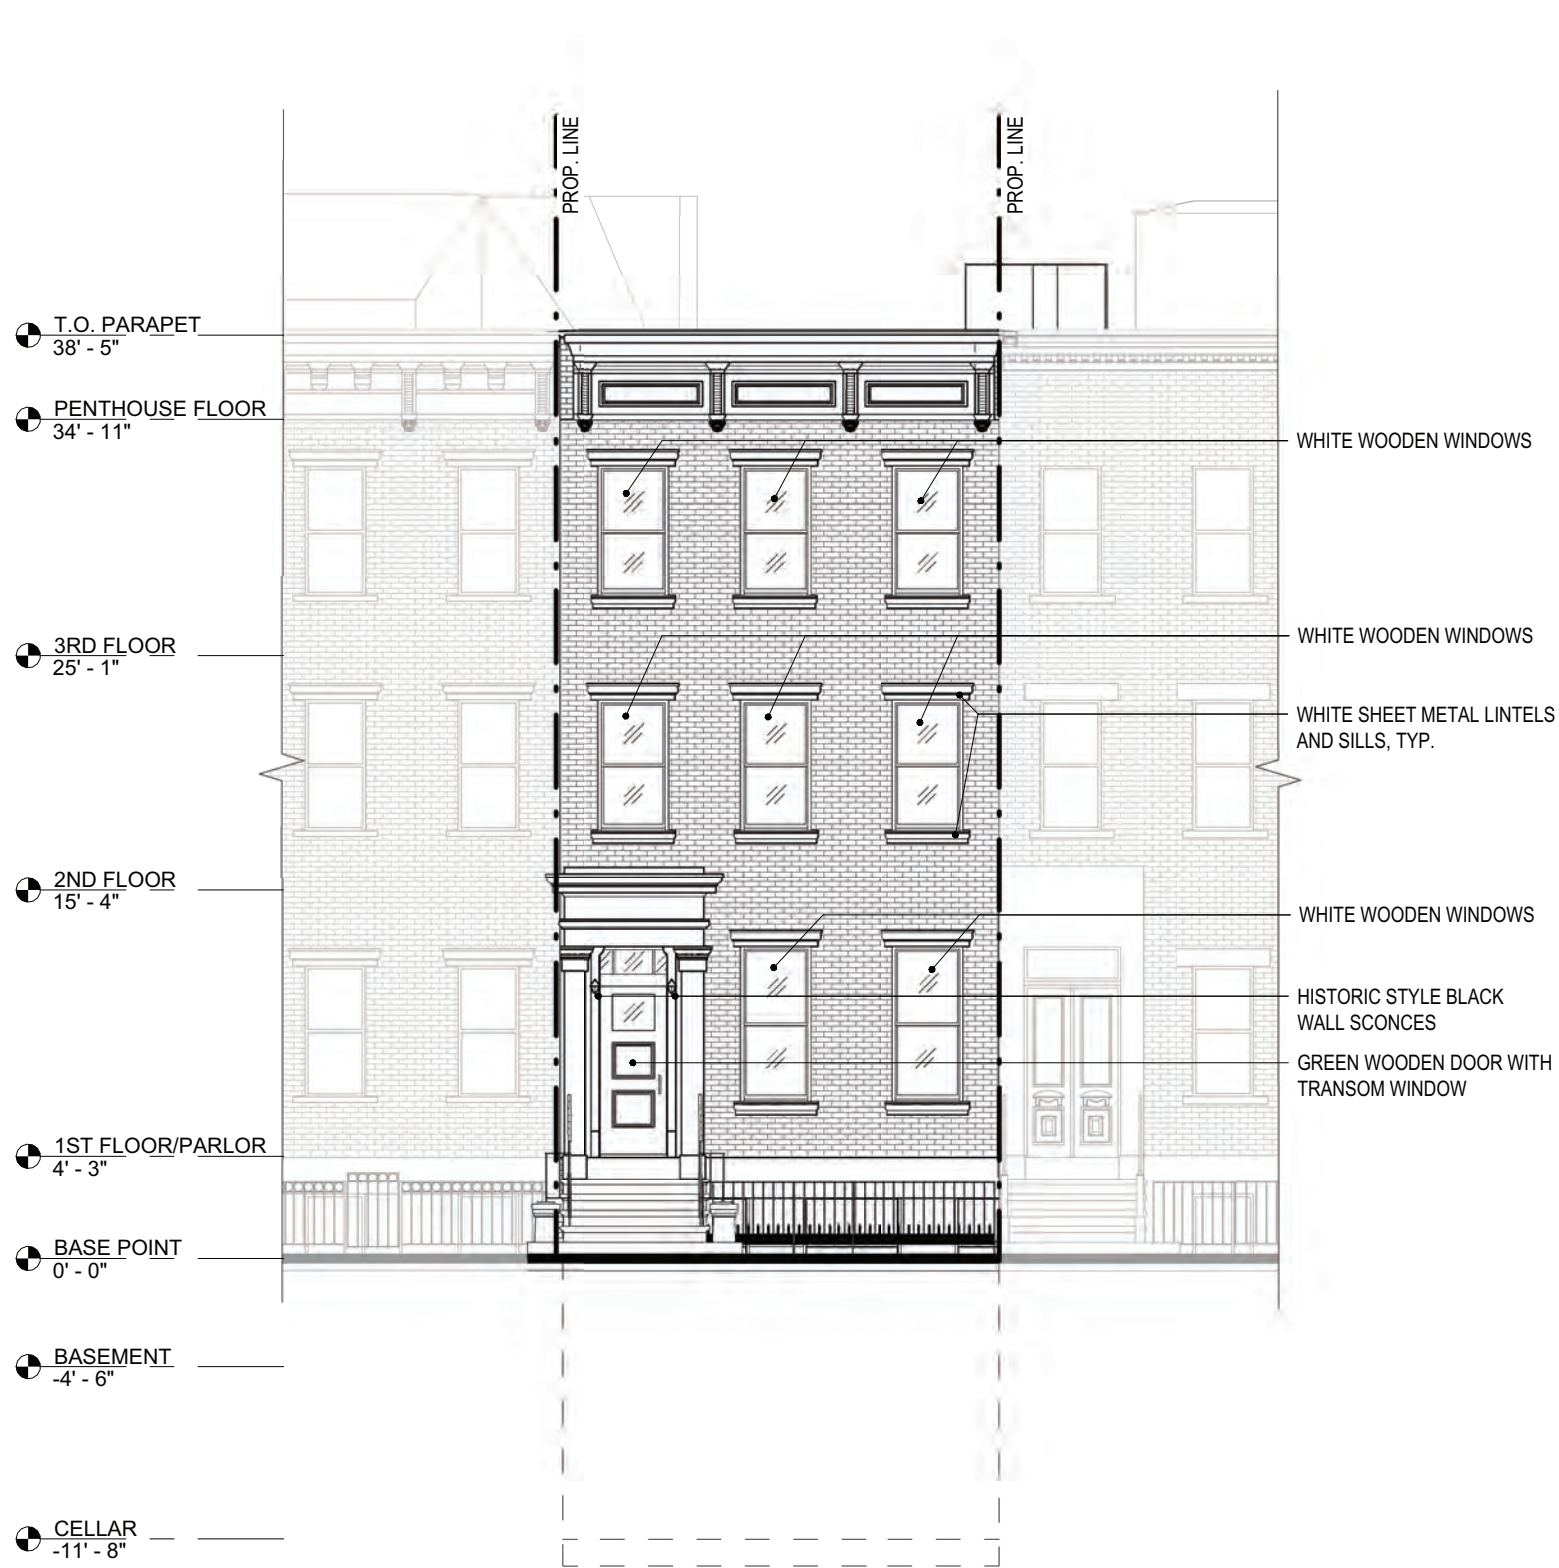 PROP. LINE
PROP. LINE
T.O. PARAPET
38' - 5"
PENTHOUSE FLOOR
34' - 11"
WHITE WOODEN WINDOWS
3RD FLOOR
25' - 1"
WHITE WOODEN WINDOWS
WHITE SHEET METAL LINTELS
AND SILLS, TYP.
2ND FLOOR
15' - 4"
WHITE WOODEN WINDOWS
HISTORIC STYLE BLACK
WALL SCONCES
GREEN WOODEN DOOR WITH
TRANSOM WINDOW
1ST FLOOR/PARLOR
4' - 3"
BASE POINT
0' - 0"
BASEMENT
-4' - 6"
CELLAR
-11' - 8"